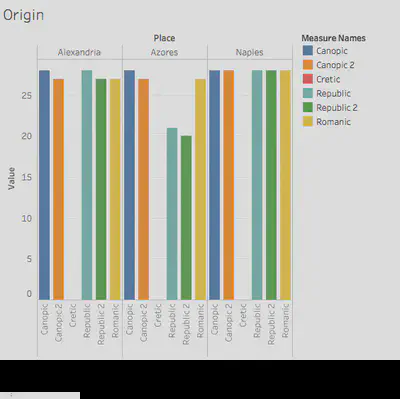 Origin
Place
Alexandria Azores Naples
Value
25
20
15
10
5
0
Canopic Canopic 2 Cretic Republic Republic 2 Romanic Canopic Canopic 2 Cretic Republic Republic 2 Romanic Canopic Canopic 2 Cretic Republic Republic 2 Romanic
Measure Names
Canopic
Canopic 2
Cretic
Republic
Republic 2
Romanic